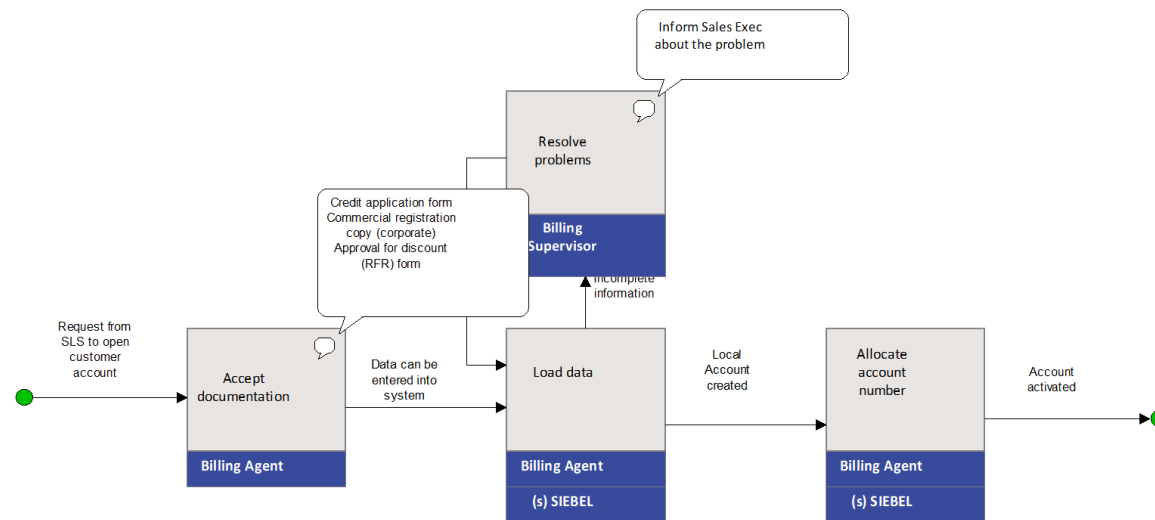 Inform Sales Exec
about the problem
Resolve
problems
Billing
Supervisor
Credit application form
Commercial registration
copy (corporate)
Approval for discount
(RFR) form
Incomplete
information
Request from
SLS to open
customer
account
Accept
documentation
Billing Agent
Data can be
entered into
system
Load data
Billing Agent
(s) SIEBEL
Local
Account
created
Allocate
account
number
Billing Agent
(s) SIEBEL
Account
activated